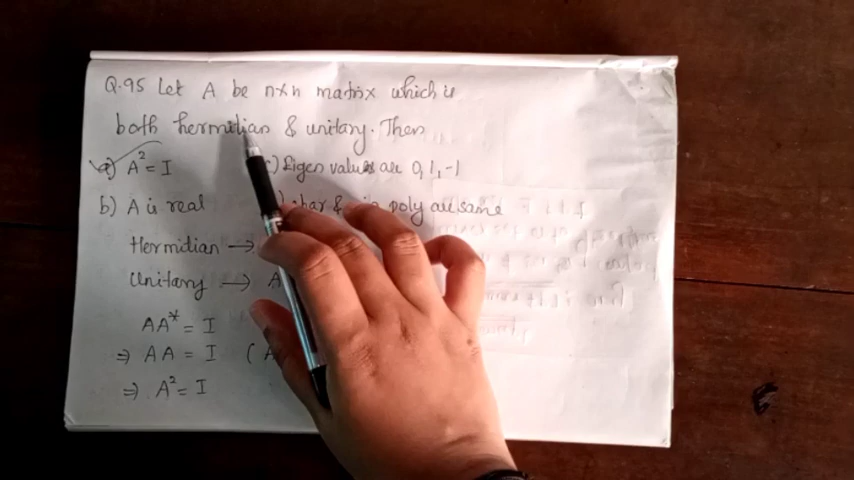 Q.95 Let A be n×n matrix which is
both hermitian & unitary. Then
a) A² = I c) Eigen values are 0, 1, -1
b) A is real char & poly are same
Hermitian →
Unitary → A
AA* = I
⇒ AA = I (A
⇒ A² = I